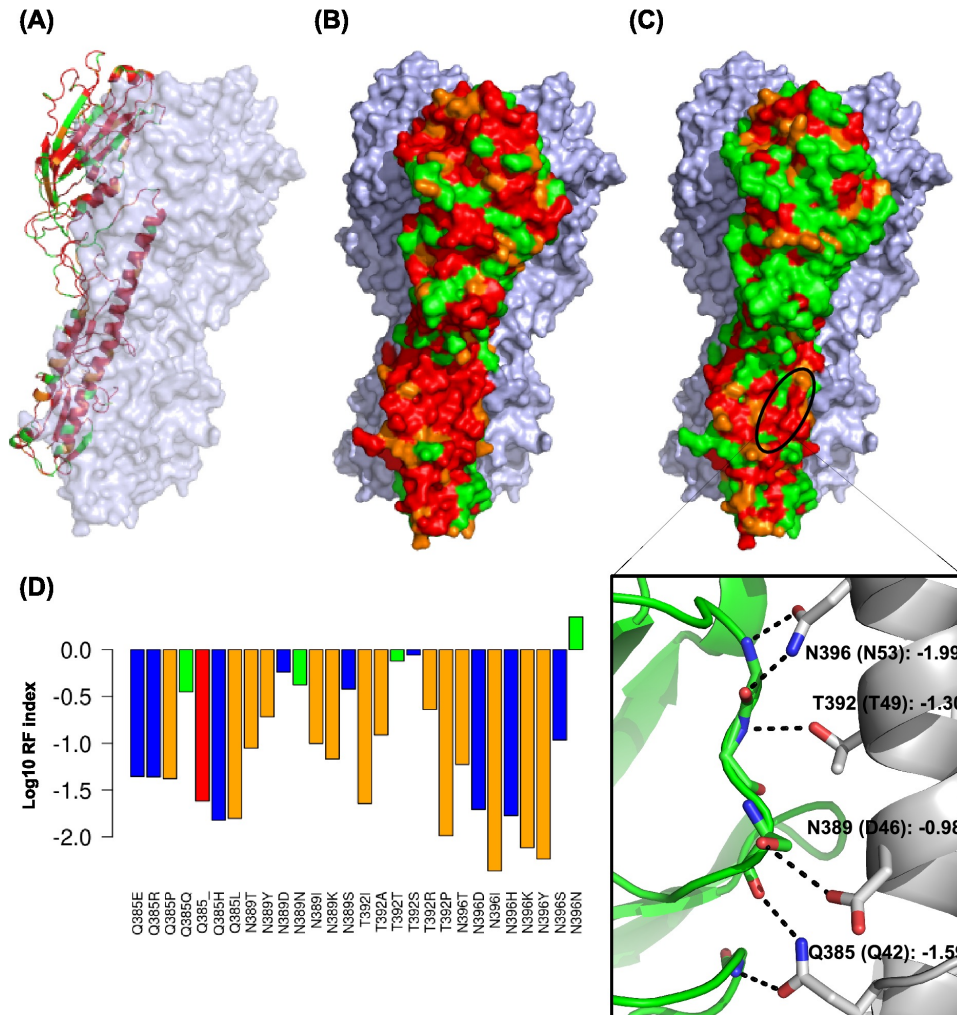 (A)
(B)
(C)
(D)
Log10 RF index
0.0
-0.5
-1.0
-1.5
-2.0
Q385E
Q385R
Q385P
Q385Q
Q385_
Q385H
Q385L
N389T
N389Y
N389D
N389N
N389I
N389K
N389S
T392I
T392A
T392T
T392S
T392R
T392P
N396T
N396D
N396I
N396H
N396K
N396Y
N396S
N396N
N396 (N53): -1.99
T392 (T49): -1.30
N389 (D46): -0.98
Q385 (Q42): -1.59